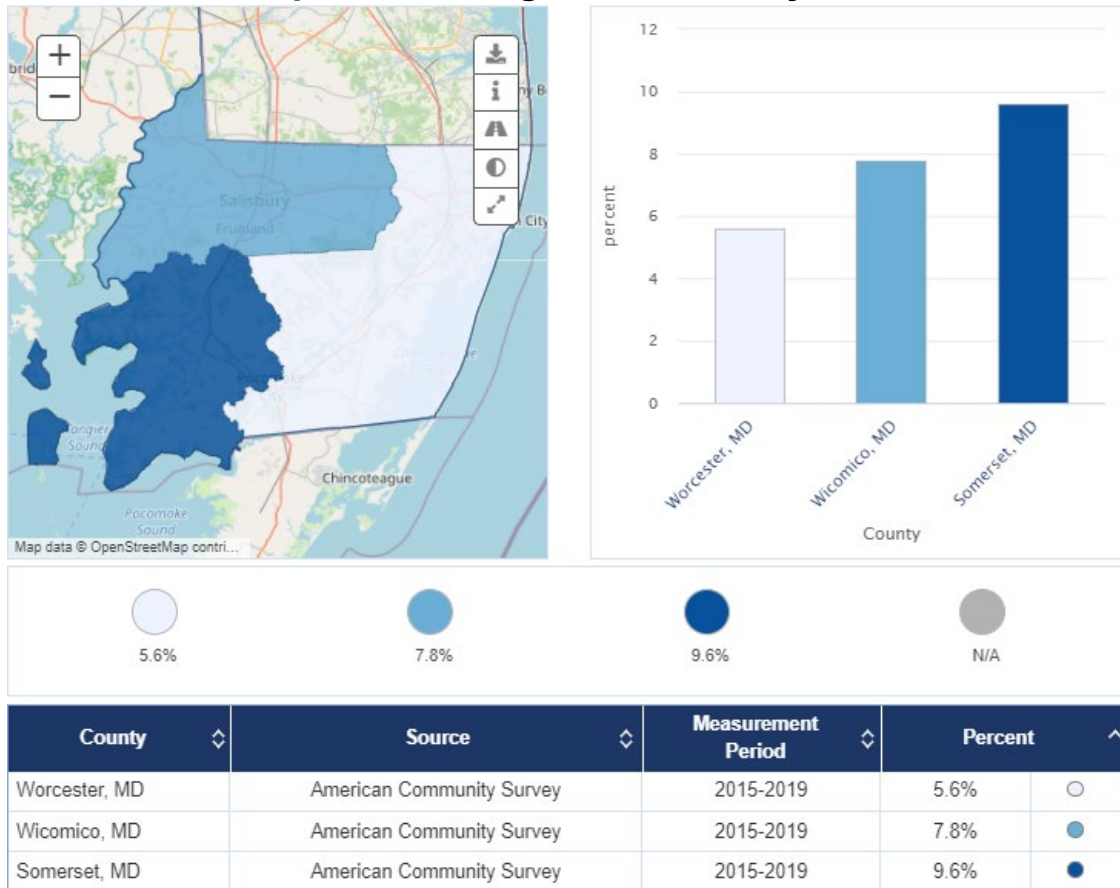 +
−
Salisbury
Fruitland
City
Pocomoke
Tangier
Sound
Chincoteague
Pocomoke
Sound
Map data © OpenStreetMap contri...
12
10
8
6
4
2
0
percent
Worcester, MD
Wicomico, MD
Somerset, MD
County
5.6%
7.8%
9.6%
N/A
County Source Measurement Period Percent
Worcester, MD American Community Survey 2015-2019 5.6%
Wicomico, MD American Community Survey 2015-2019 7.8%
Somerset, MD American Community Survey 2015-2019 9.6%